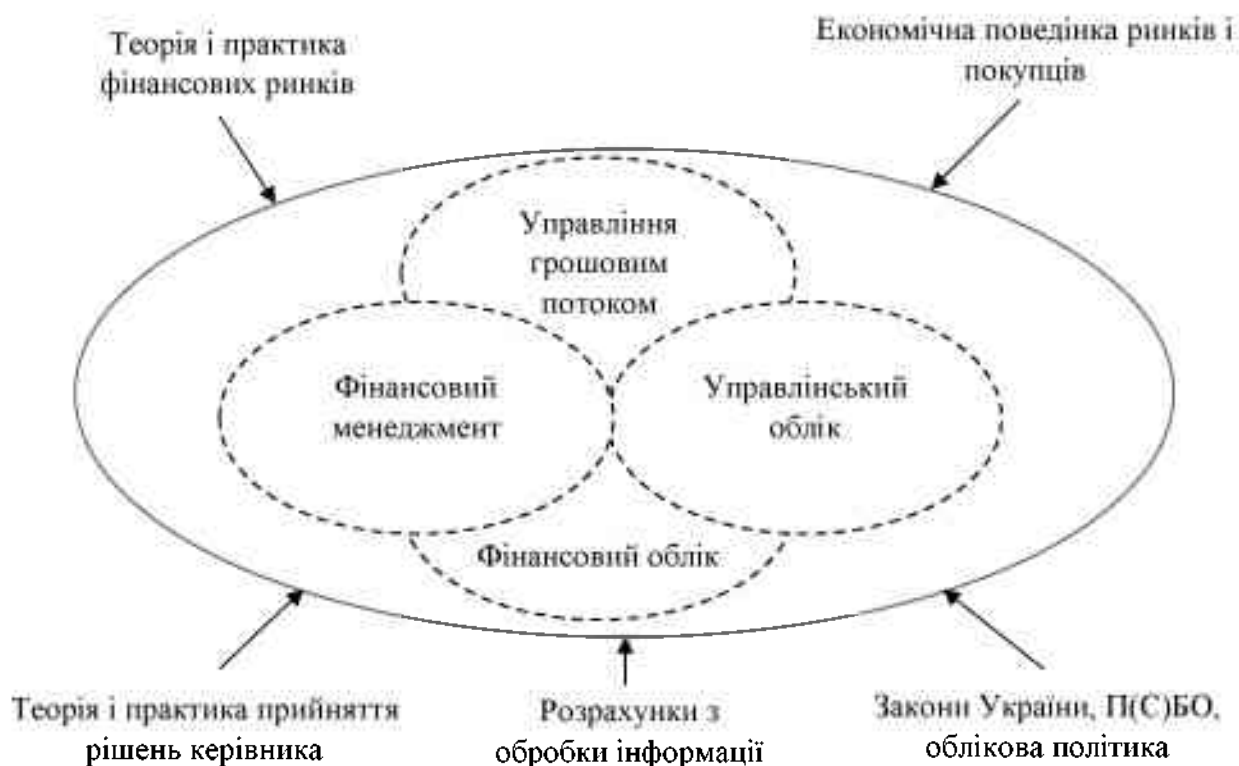 Теорія і практика
фінансових ринків
Економічна поведінка ринків і
покупців
Управління
грошовим
потоком
Фінансовий
менеджмент
Управлінський
облік
Фінансовий облік
Теорія і практика прийняття
рішень керівника
Розрахунки з
обробки інформації
Закони України, П(С)БО,
облікова політика